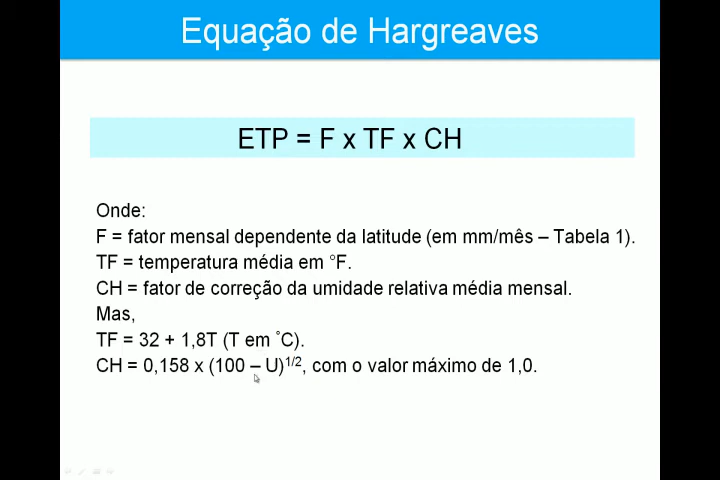 Equação de Hargreaves
ETP = F x TF x CH
Onde:
F = fator mensal dependente da latitude (em mm/mês – Tabela 1).
TF = temperatura média em °F.
CH = fator de correção da umidade relativa média mensal.
Mas,
TF = 32 + 1,8T (T em ˚C).
CH = 0,158 x (100 – U)^1/2, com o valor máximo de 1,0.